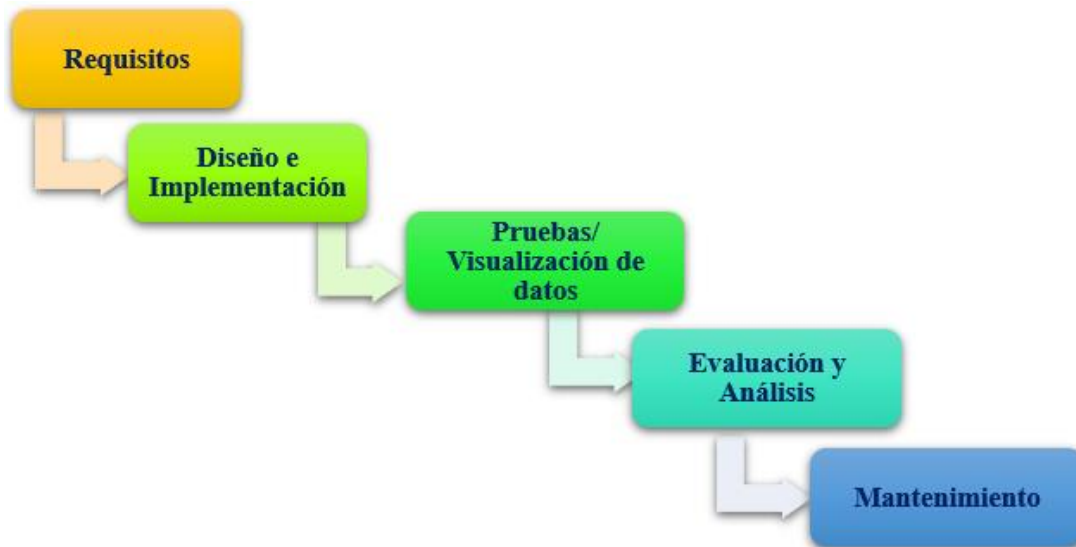 Requisitos
Diseño e
Implementación
Pruebas/
Visualización de
datos
Evaluación y
Análisis
Mantenimiento